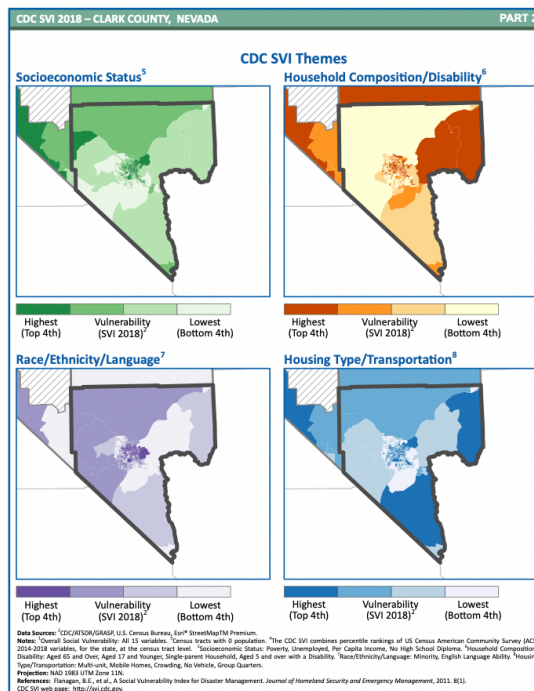 CDC SVI 2018 – CLARK COUNTY, NEVADA PART 2
CDC SVI Themes
Socioeconomic Status5
Household Composition/Disability6
Highest
(Top 4th)
Vulnerability
(SVI 2018)2
Lowest
(Bottom 4th)
Highest
(Top 4th)
Vulnerability
(SVI 2018)2
Lowest
(Bottom 4th)
Race/Ethnicity/Language7
Housing Type/Transportation8
Highest
(Top 4th)
Vulnerability
(SVI 2018)2
Lowest
(Bottom 4th)
Highest
(Top 4th)
Vulnerability
(SVI 2018)2
Lowest
(Bottom 4th)
Data Sources: 2CDC/ATSDR/GRASP, U.S. Census Bureau, Esri® StreetMapTM Premium.
Notes: 1Overall Social Vulnerability: All 15 variables. 3Census tracts with 0 population. 4The CDC SVI combines percentile rankings of US Census American Community Survey (ACS
2014-2018 variables, for the state, at the census tract level. 5Socioeconomic Status: Poverty, Unemployed, Per Capita Income, No High School Diploma. 6Household Composition
Disability: Aged 65 and Over, Aged 17 and Younger, Single-parent Household, Aged 5 and over with a Disability. 7Race/Ethnicity/Language: Minority, English Language Ability. 8Housin
Type/Transportation: Multi-unit, Mobile Homes, Crowding, No Vehicle, Group Quarters.
Projection: NAD 1983 UTM Zone 11N.
References: Flanagan, B.E., et al., A Social Vulnerability Index for Disaster Management. Journal of Homeland Security and Emergency Management, 2011. 8(1).
CDC SVI web page: http://svi.cdc.gov.